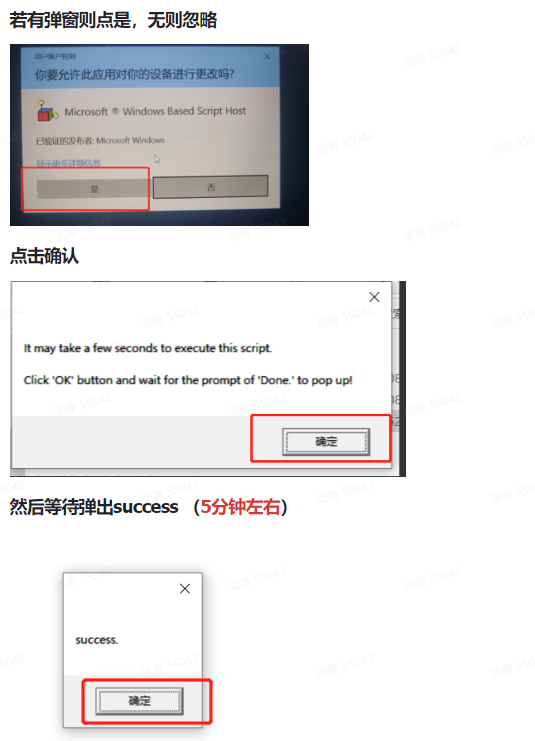 若有弹窗则点是，无则忽略
用户帐户控制
你要允许此应用对你的设备进行更改吗?
Microsoft ® Windows Based Script Host
已验证的发布者: Microsoft Windows
显示更多详细信息
是
否
点击确认
It may take a few seconds to execute this script.
Click 'OK' button and wait for the prompt of 'Done.' to pop up!
确定
然后等待弹出success （5分钟左右）
success.
确定
访客 55042